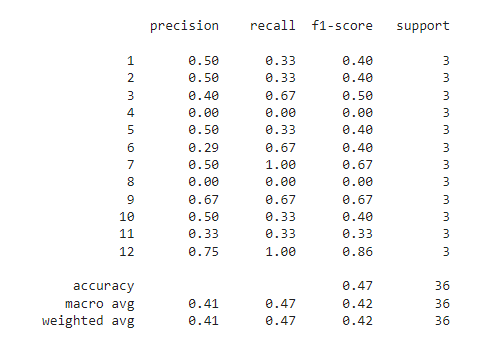 precision recall f1-score support
1 0.50 0.33 0.40 3
2 0.50 0.33 0.40 3
3 0.40 0.67 0.50 3
4 0.00 0.00 0.00 3
5 0.50 0.33 0.40 3
6 0.29 0.67 0.40 3
7 0.50 1.00 0.67 3
8 0.00 0.00 0.00 3
9 0.67 0.67 0.67 3
10 0.50 0.33 0.40 3
11 0.33 0.33 0.33 3
12 0.75 1.00 0.86 3
accuracy 0.47 36
macro avg 0.41 0.47 0.42 36
weighted avg 0.41 0.47 0.42 36